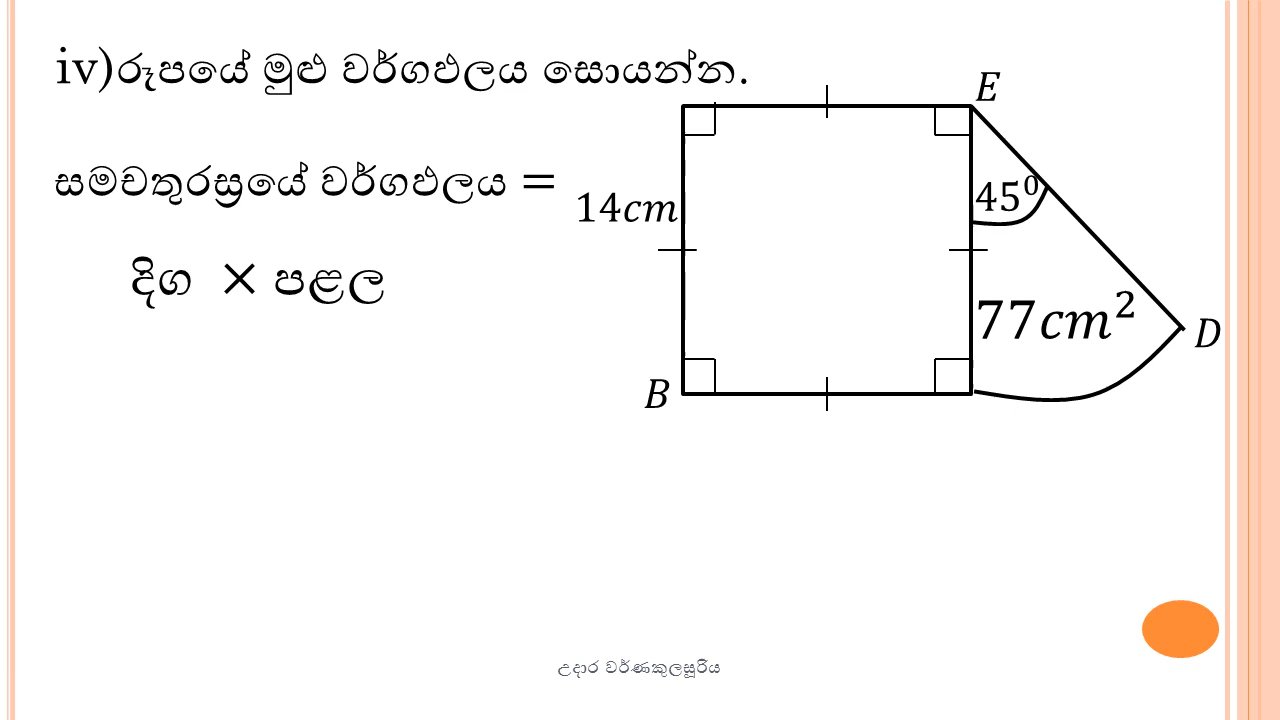 iv)රූපයේ මුළු වර්ගඵලය සොයන්න.
E
සමචතුරස්‍රයේ වර්ගඵලය =
14cm
45⁰
දිග × පළල
77cm²
D
B
උදාර වර්ණකුලසූරිය